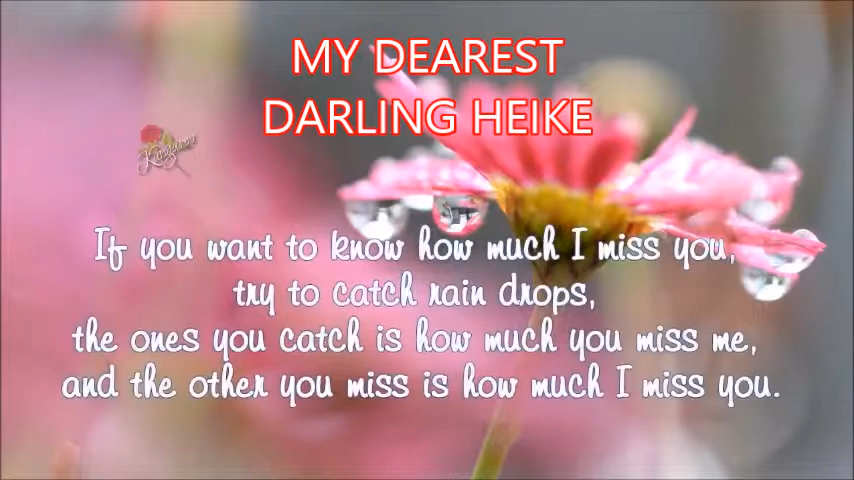 MY DEAREST
DARLING HEIKE
If you want to know how much I miss you,
try to catch rain drops,
the ones you catch is how much you miss me,
and the other you miss is how much I miss you.